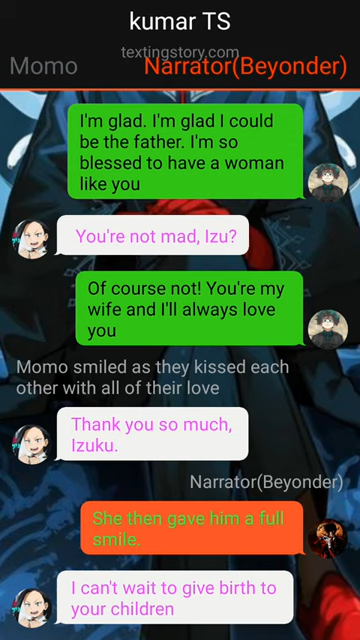 kumar TS
textingstory.com
Momo
Narrator(Beyonder)
I'm glad. I'm glad I could
be the father. I'm so
blessed to have a woman
like you
You're not mad, Izu?
Of course not! You're my
wife and I'll always love
you
Momo smiled as they kissed each
other with all of their love
Thank you so much,
Izuku.
Narrator(Beyonder)
She then gave him a full
smile.
I can't wait to give birth to
your children